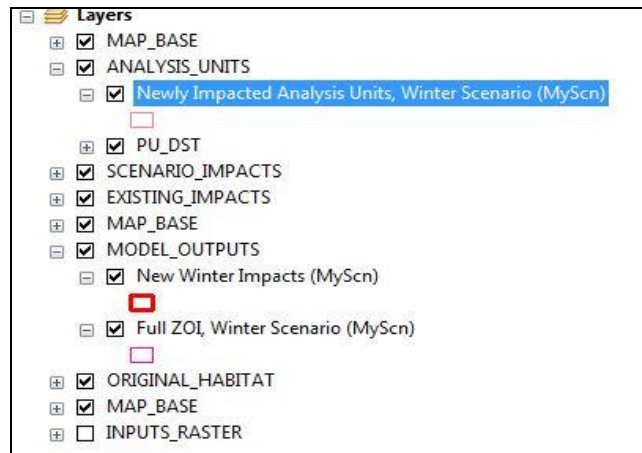 Layers
MAP_BASE
ANALYSIS_UNITS
Newly Impacted Analysis Units, Winter Scenario (MyScn)
PU_DST
SCENARIO_IMPACTS
EXISTING_IMPACTS
MAP_BASE
MODEL_OUTPUTS
New Winter Impacts (MyScn)
Full ZOI, Winter Scenario (MyScn)
ORIGINAL_HABITAT
MAP_BASE
INPUTS_RASTER